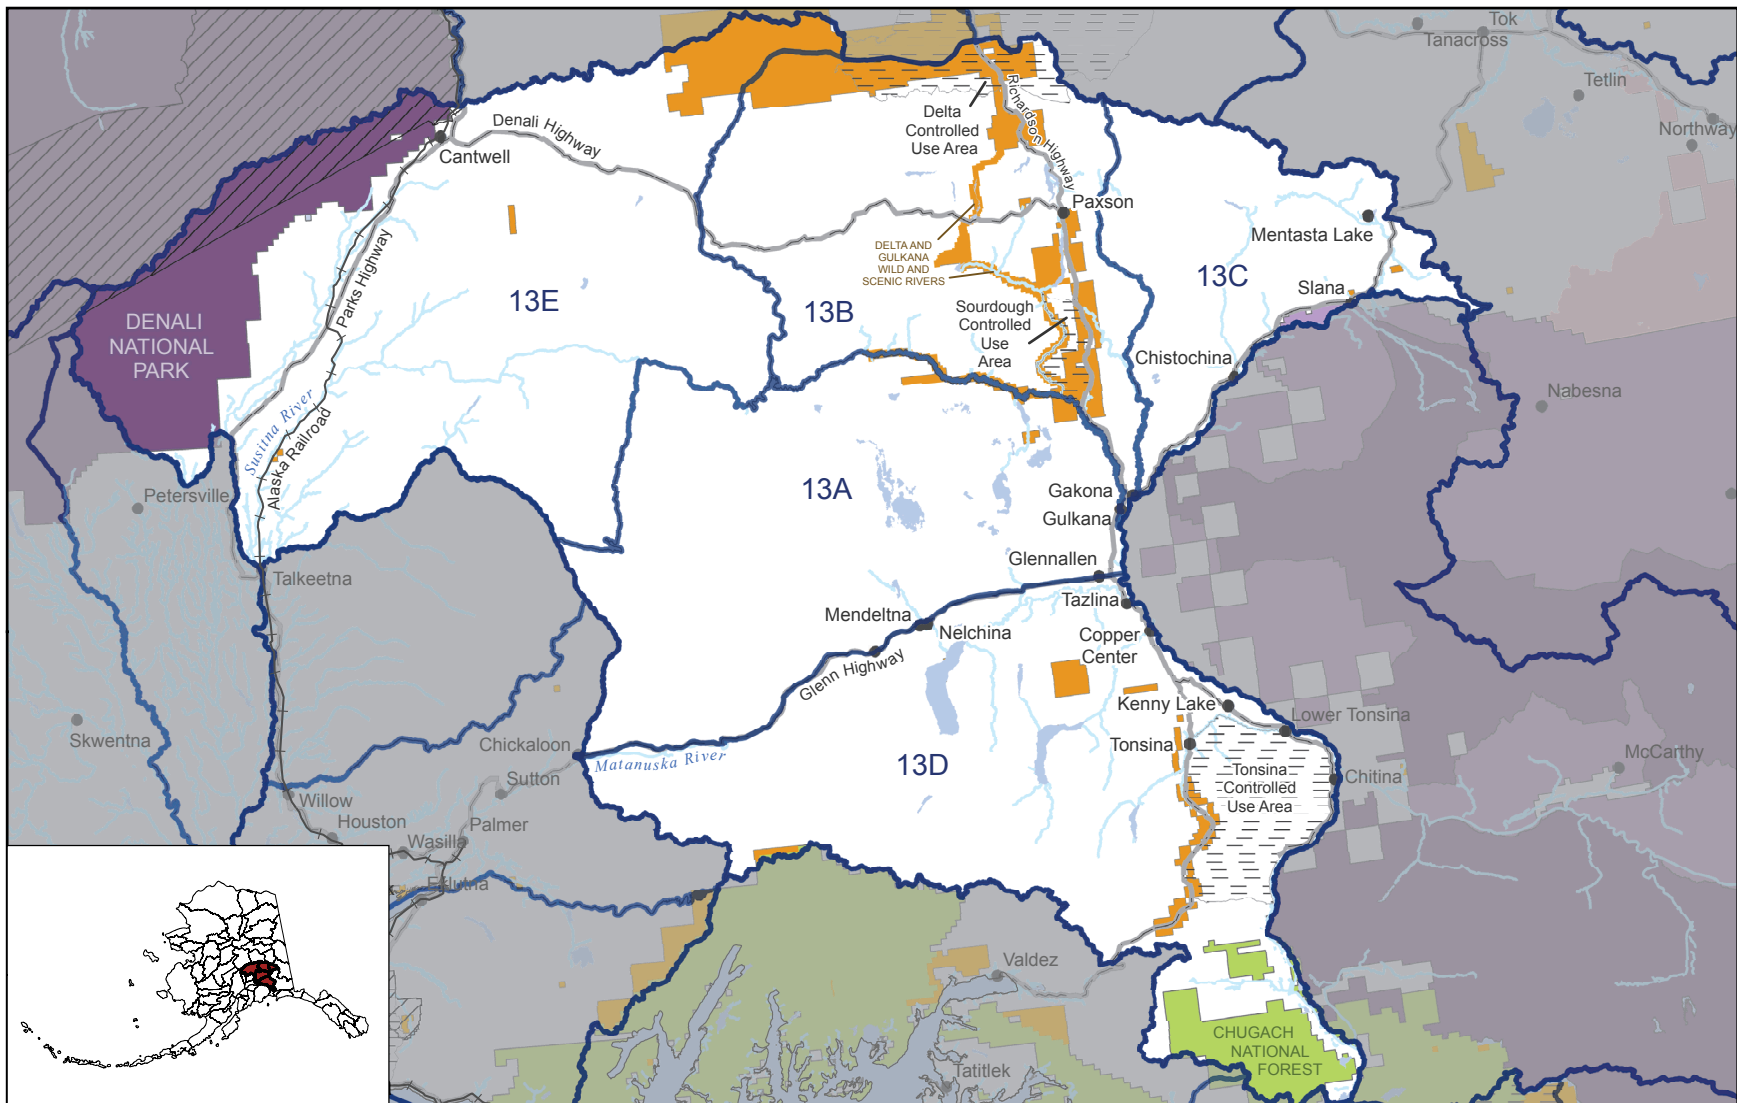 Tok
Tanacross
Tetlin
Northway
Richardson Highway
Delta
Controlled
Use Area
Denali Highway
Cantwell
Paxson
Mentasta Lake
DELTA AND
GULKANA
WILD AND
SCENIC RIVERS
13C
Slana
13E
13B
Sourdough
Controlled
Use
Area
Parks Highway
DENALI
NATIONAL
PARK
Chistochina
Nabesna
Susitna River
Alaska Railroad
Petersville
13A
Gakona
Gulkana
Glennallen
Talkeetna
Tazlina
Mendeltna
Nelchina
Copper
Center
Glenn Highway
Kenny Lake
Lower Tonsina
Skwentna
Chickaloon
Matanuska River
Tonsina
McCarthy
13D
Tonsina
Controlled
Use Area
Chitina
Sutton
Willow
Houston
Palmer
Wasilla
Eklutna
Valdez
CHUGACH
NATIONAL
FOREST
Tatitlek